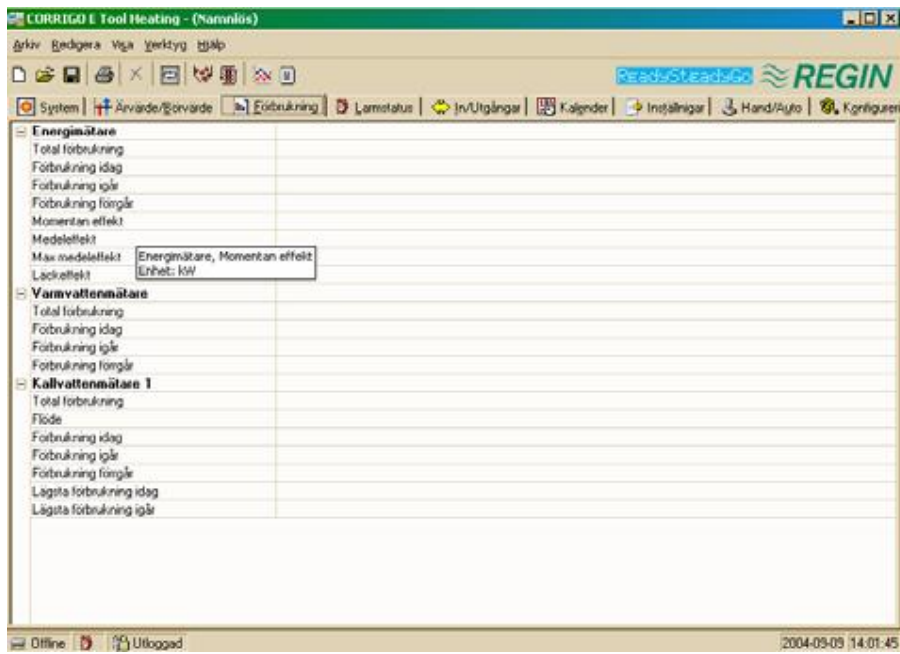 CORRIGO E Tool Heating - (Namnlös)
Arkiv Redigera Visa Verktyg Hjälp
ReadySteadyGo REGIN
System Ärvärde/Börvärde Förbrukning Larmstatus In/Utgångar Kalender Inställnigar Hand/Auto Konfigureri
Energimätare
Total förbrukning
Förbrukning idag
Förbrukning igår
Förbrukning förrgår
Momentan effekt
Medeleffekt
Max medeleffekt
Energimätare, Momentan effekt
Enhet: kW
Läckeffekt
Varmvattenmätare
Total förbrukning
Förbrukning idag
Förbrukning igår
Förbrukning förrgår
Kallvattenmätare 1
Total förbrukning
Flöde
Förbrukning idag
Förbrukning igår
Förbrukning förrgår
Lägsta förbrukning idag
Lägsta förbrukning igår
Offline Utloggad 2004-09-09 14:01:45